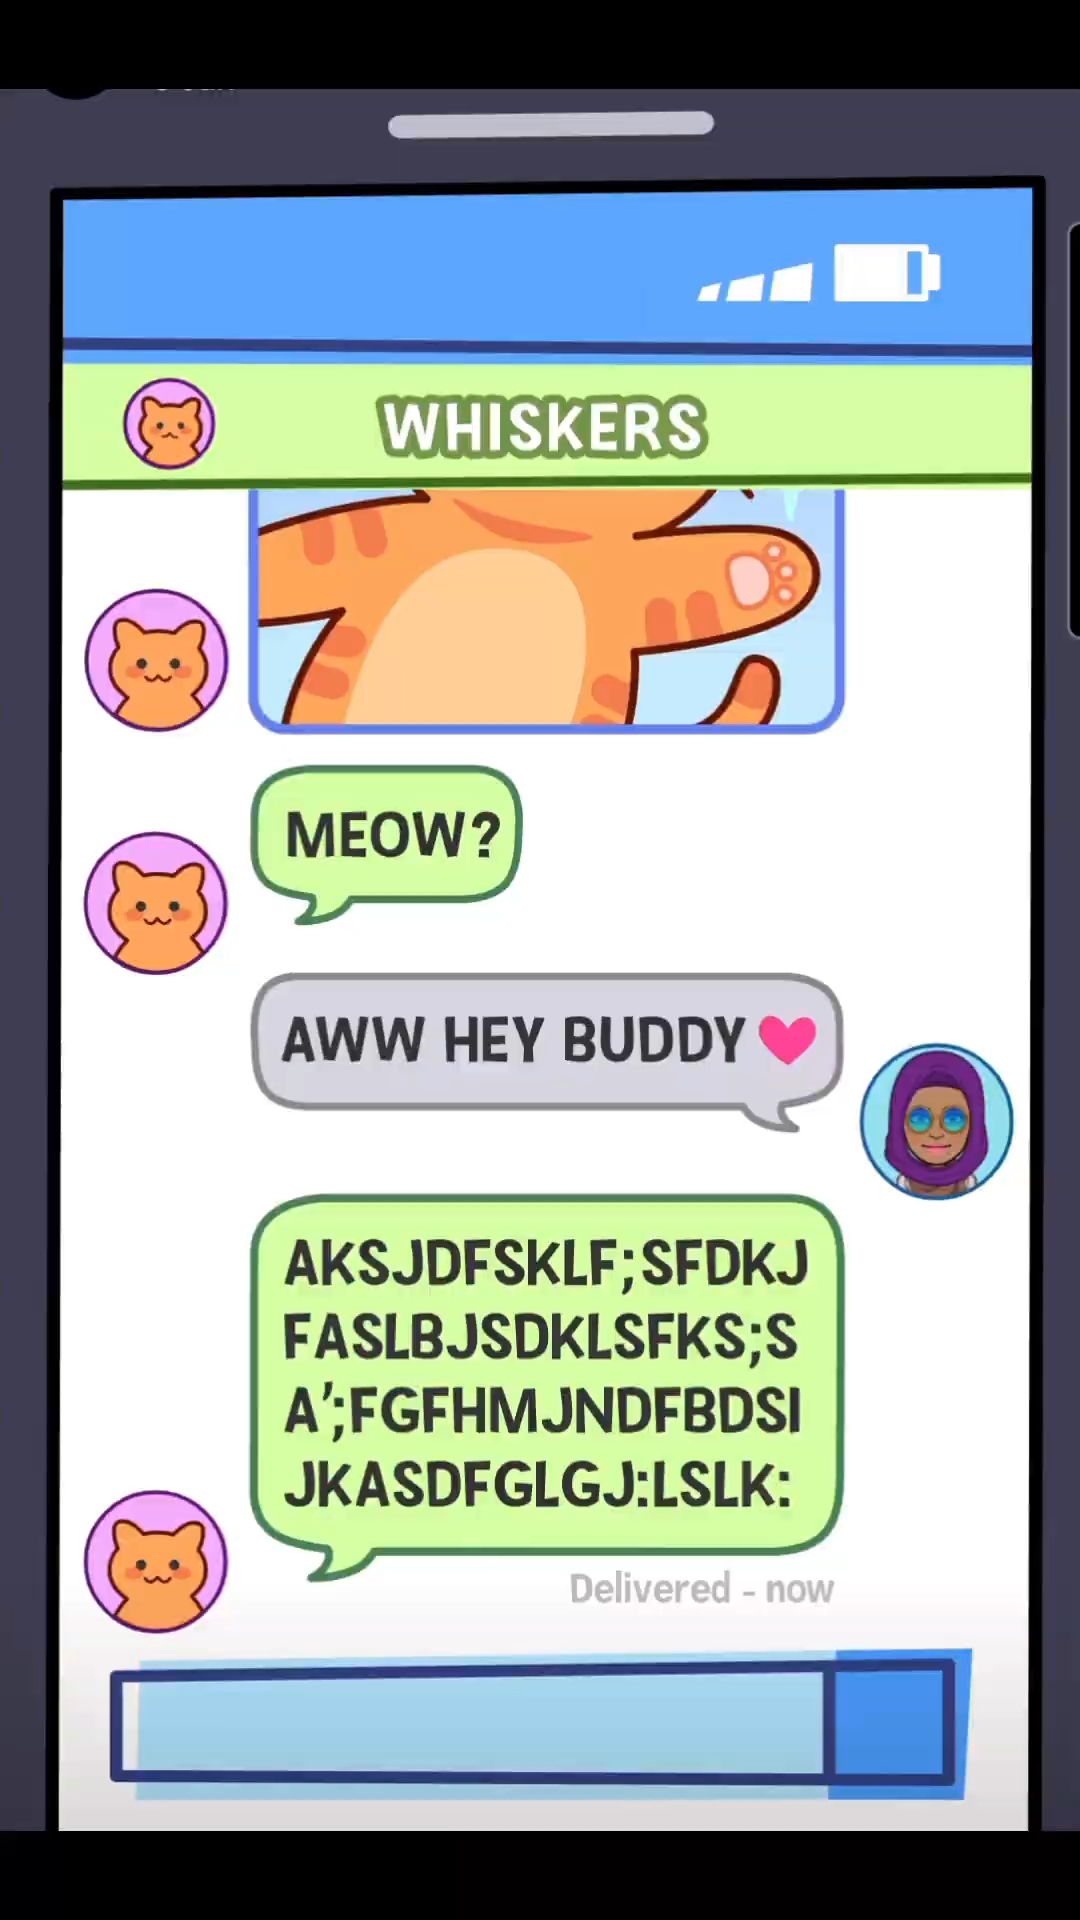 WHISKERS
MEOW?
AWW HEY BUDDY
AKSJDFSKLF;SFDKJ
FASLBJSDKLSFKS;S
A';FGFHMJNDFBDSI
JKASDFGLGJ:LSLK:
Delivered - now